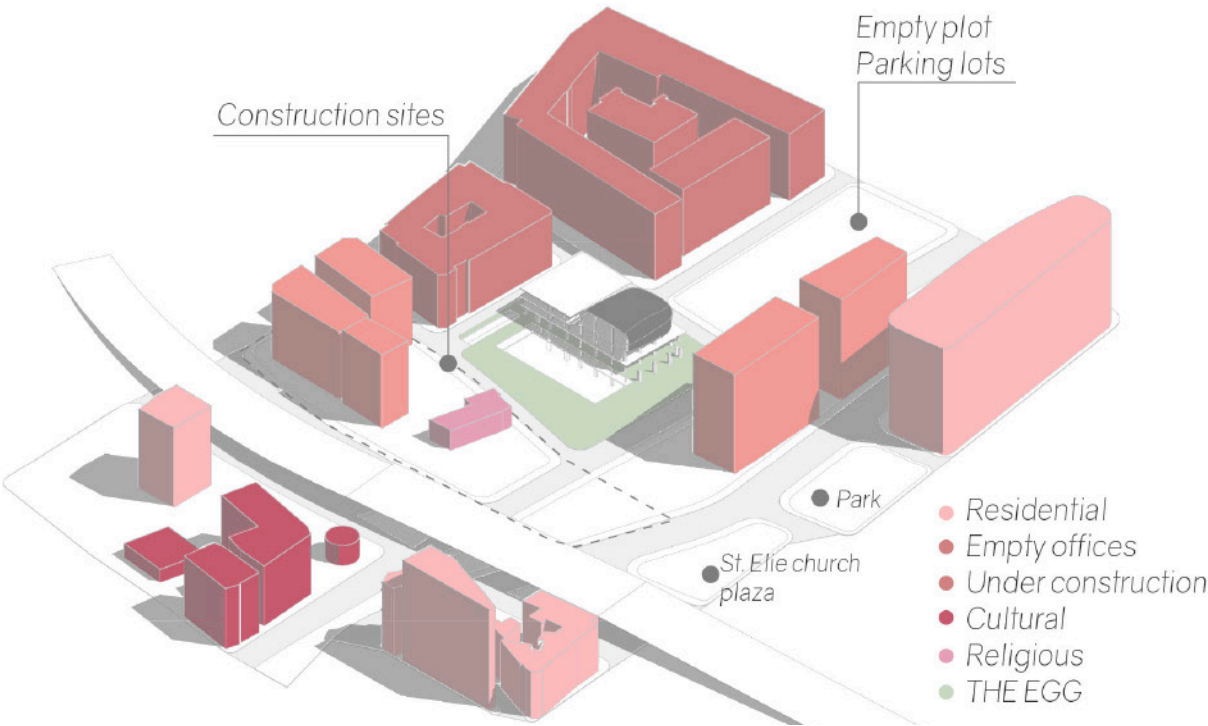 Empty plot
Parking lots
Construction sites
Park
St. Elie church
plaza
Residential
Empty offices
Under construction
Cultural
Religious
THE EGG